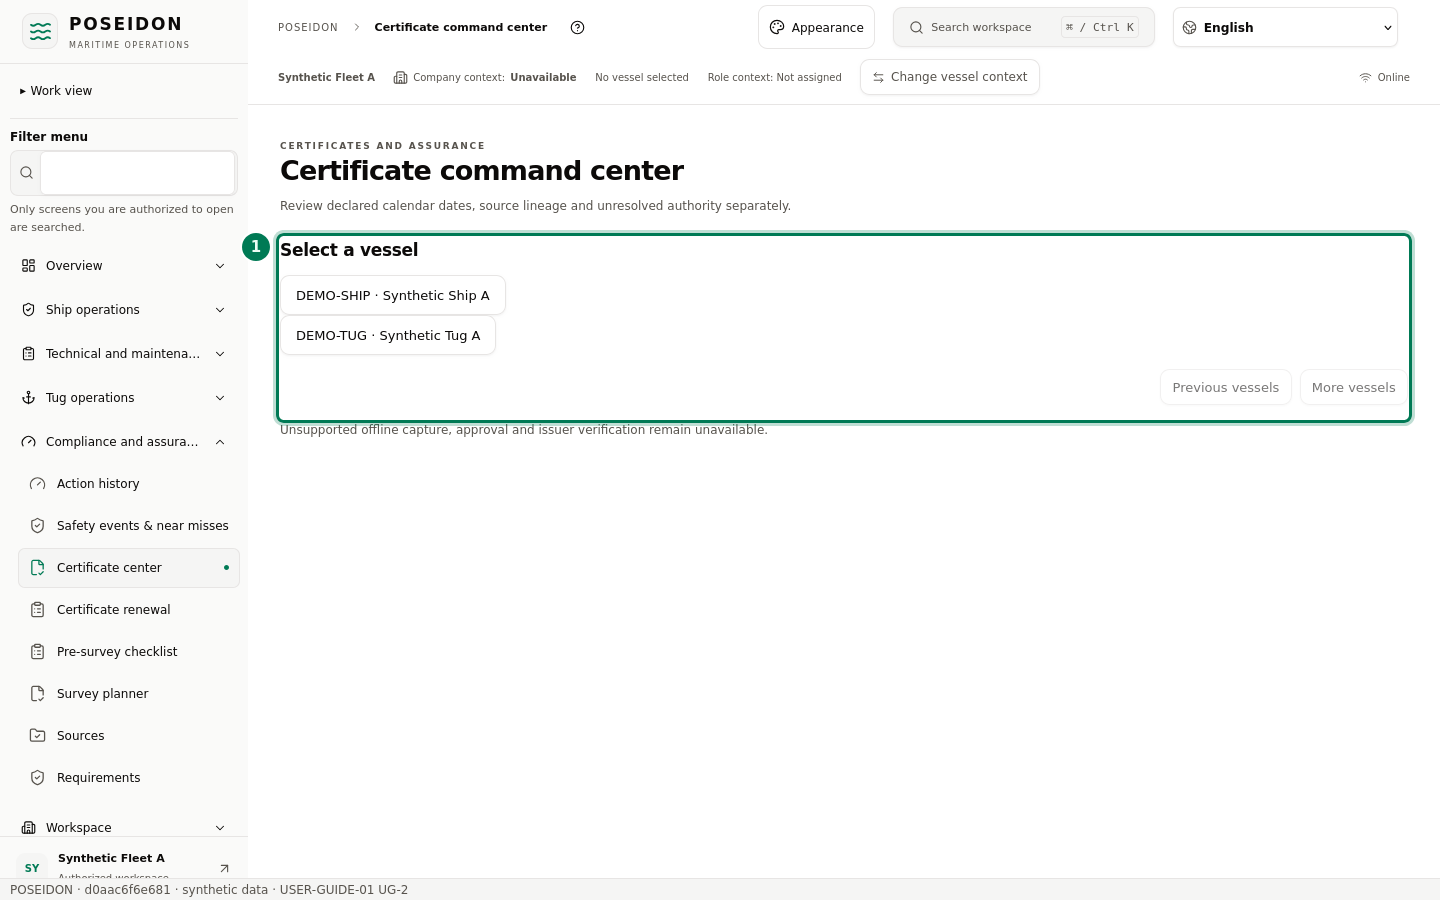 POSEIDON
MARITIME OPERATIONS
▸ Work view
Filter menu
Only screens you are authorized to open
are searched.
Overview
Ship operations
Technical and maintena…
Tug operations
Compliance and assura…
Action history
Safety events & near misses
Certificate center
Certificate renewal
Pre-survey checklist
Survey planner
Sources
Requirements
Workspace
SY
Synthetic Fleet A
Authorized workspace
POSEIDON
Certificate command center
Appearance
Search workspace
⌘ / Ctrl K
English
Synthetic Fleet A
Company context: Unavailable
No vessel selected
Role context: Not assigned
Change vessel context
Online
CERTIFICATES AND ASSURANCE
Certificate command center
Review declared calendar dates, source lineage and unresolved authority separately.
1
Select a vessel
DEMO-SHIP · Synthetic Ship A
DEMO-TUG · Synthetic Tug A
Previous vessels
More vessels
Unsupported offline capture, approval and issuer verification remain unavailable.
POSEIDON · d0aac6f6e681 · synthetic data · USER-GUIDE-01 UG-2